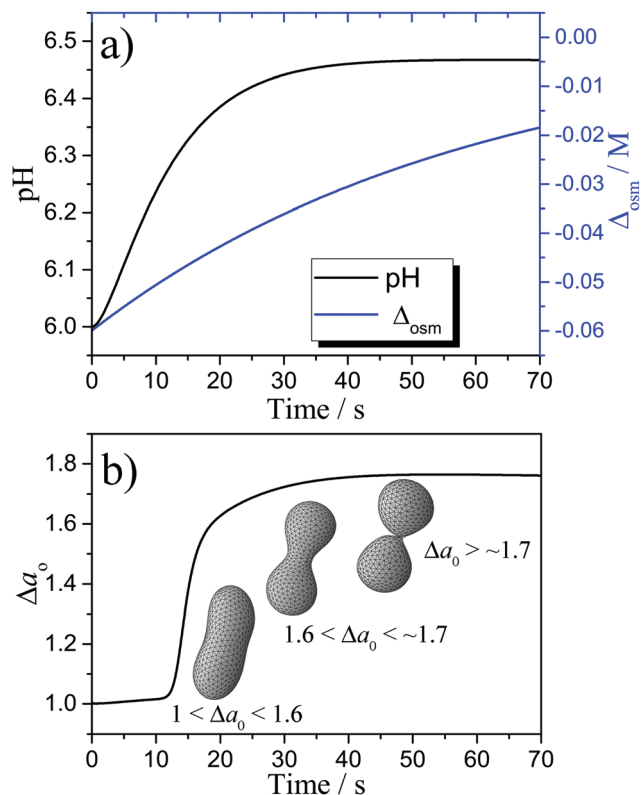 a)
6.5
6.4
6.3
6.2
6.1
6.0
pH
0.00
-0.01
-0.02
-0.03
-0.04
-0.05
-0.06
Δosm / M
pH
Δosm
0 10 20 30 40 50 60 70
Time / s
b)
1.8
1.6
1.4
1.2
1.0
Δao
Δa0 > ~1.7
1.6 < Δa0 < ~1.7
1 < Δa0 < 1.6
0 10 20 30 40 50 60 70
Time / s